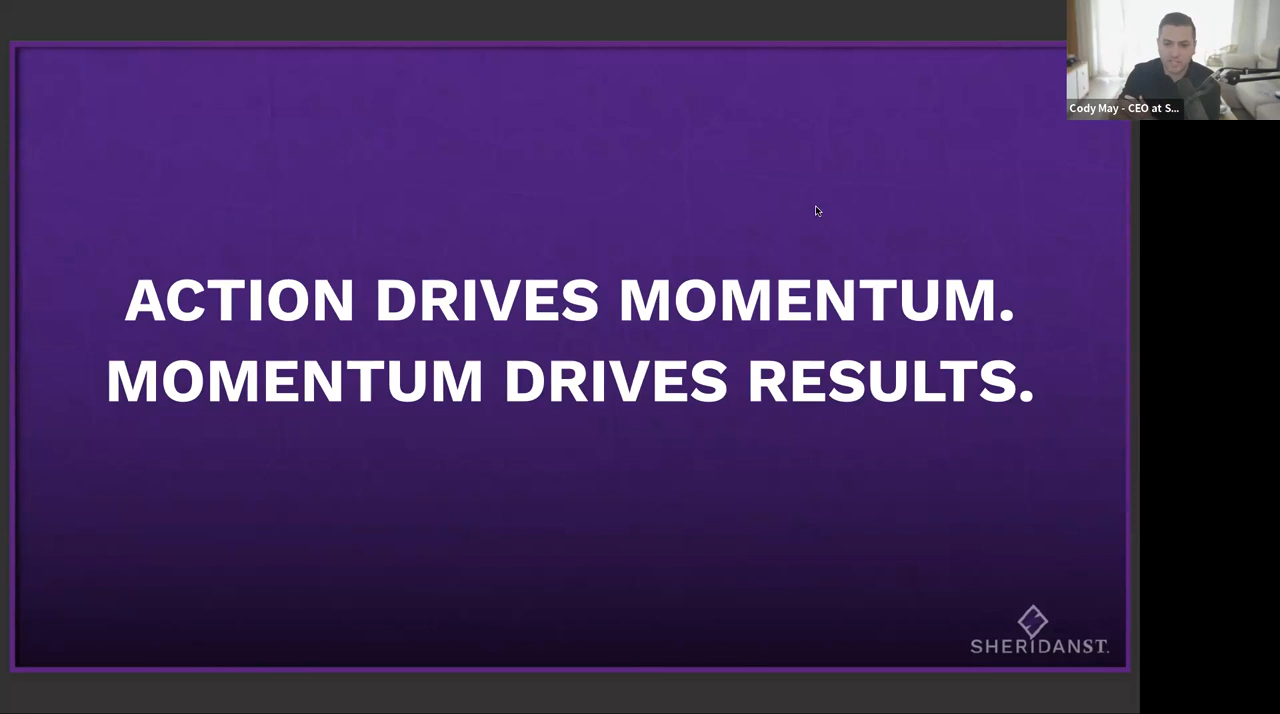 Cody May - CEO at S...
ACTION DRIVES MOMENTUM.
MOMENTUM DRIVES RESULTS.
SHERIDANST.